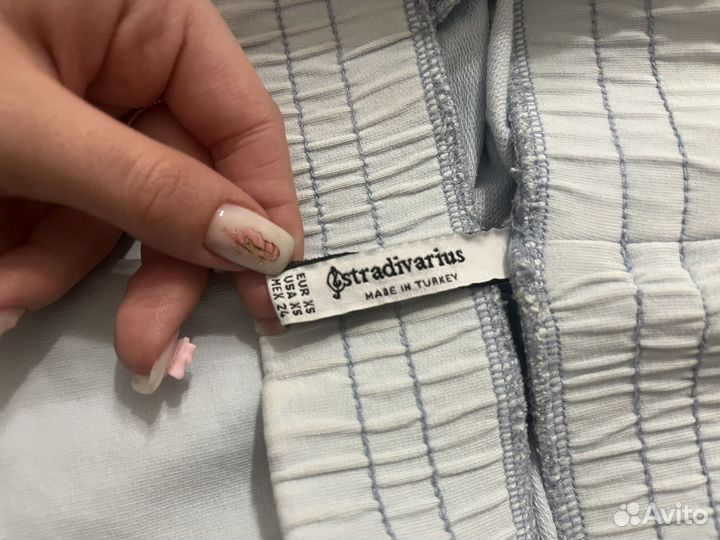 stradivarius
MADE IN TURKEY
EUR XS
USA XS
MEX 24
Avito